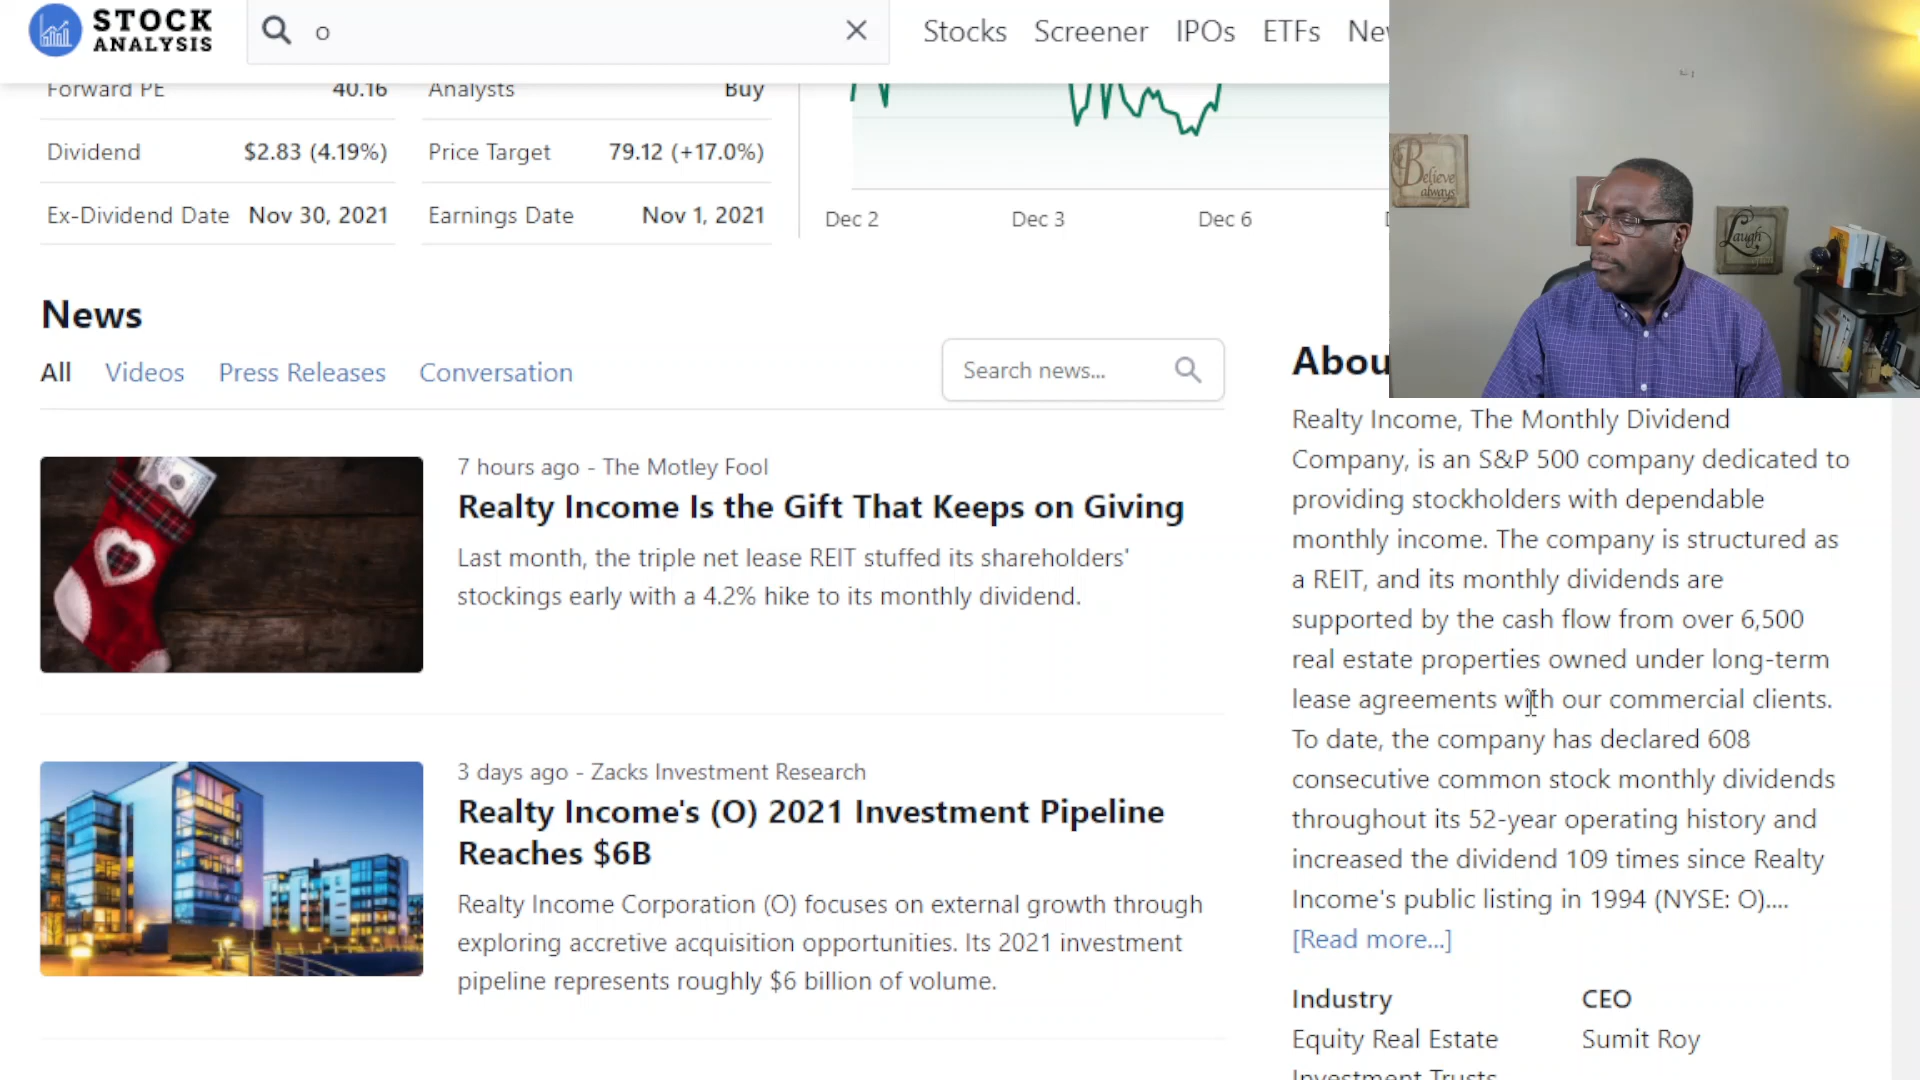 STOCK
ANALYSIS
o
Stocks Screener IPOs ETFs
Forward PE 40.16
Analysts Buy
Dividend $2.83 (4.19%)
Price Target 79.12 (+17.0%)
Ex-Dividend Date Nov 30, 2021
Earnings Date Nov 1, 2021
Dec 2 Dec 3 Dec 6
Believe
always
Laugh
News
All Videos Press Releases Conversation
Search news...
7 hours ago - The Motley Fool
Realty Income Is the Gift That Keeps on Giving
Last month, the triple net lease REIT stuffed its shareholders'
stockings early with a 4.2% hike to its monthly dividend.
3 days ago - Zacks Investment Research
Realty Income's (O) 2021 Investment Pipeline
Reaches $6B
Realty Income Corporation (O) focuses on external growth through
exploring accretive acquisition opportunities. Its 2021 investment
pipeline represents roughly $6 billion of volume.
Abou
Realty Income, The Monthly Dividend
Company, is an S&P 500 company dedicated to
providing stockholders with dependable
monthly income. The company is structured as
a REIT, and its monthly dividends are
supported by the cash flow from over 6,500
real estate properties owned under long-term
lease agreements with our commercial clients.
To date, the company has declared 608
consecutive common stock monthly dividends
throughout its 52-year operating history and
increased the dividend 109 times since Realty
Income's public listing in 1994 (NYSE: O)....
[Read more...]
Industry
Equity Real Estate
Investment Trusts
CEO
Sumit Roy